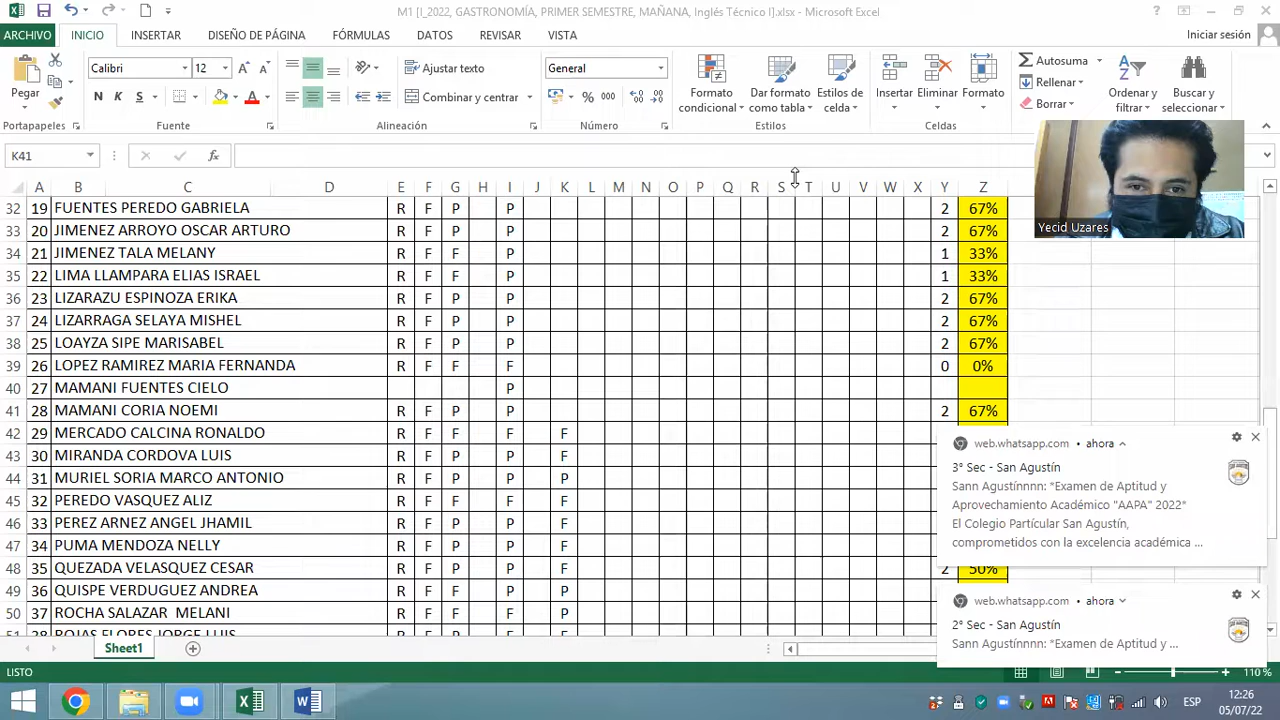 M1 [I_2022, GASTRONOMÍA, PRIMER SEMESTRE, MAÑANA, Inglés Técnico I].xlsx - Microsoft Excel
ARCHIVO INICIO INSERTAR DISEÑO DE PÁGINA FÓRMULAS DATOS REVISAR VISTA Iniciar sesión
Pegar
Portapapeles
Calibri 12
N K S
Fuente
Ajustar texto
Combinar y centrar
Alineación
General
% 000
Número
Formato condicional
Dar formato como tabla
Estilos de celda
Estilos
Insertar Eliminar Formato
Celdas
Autosuma
Rellenar
Borrar
Ordenar y filtrar
Buscar y seleccionar
K41
Yecid Uzares
A B C D E F G H I J K L M N O P Q R S T U V W X Y Z
32 19 FUENTES PEREDO GABRIELA R F P P 2 67%
33 20 JIMENEZ ARROYO OSCAR ARTURO R F P P 2 67%
34 21 JIMENEZ TALA MELANY R F F P 1 33%
35 22 LIMA LLAMPARA ELIAS ISRAEL R F F P 1 33%
36 23 LIZARAZU ESPINOZA ERIKA R F P P 2 67%
37 24 LIZARRAGA SELAYA MISHEL R F P P 2 67%
38 25 LOAYZA SIPE MARISABEL R F P P 2 67%
39 26 LOPEZ RAMIREZ MARIA FERNANDA R F F F 0 0%
40 27 MAMANI FUENTES CIELO P
41 28 MAMANI CORIA NOEMI R F P P 2 67%
42 29 MERCADO CALCINA RONALDO R F F F F
43 30 MIRANDA CORDOVA LUIS R F P P F
44 31 MURIEL SORIA MARCO ANTONIO R F P P P
45 32 PEREDO VASQUEZ ALIZ R F P P F
46 33 PEREZ ARNEZ ANGEL JHAMIL R F P P F
47 34 PUMA MENDOZA NELLY R F P P F
48 35 QUEZADA VELASQUEZ CESAR R F P P F 2 50%
49 36 QUISPE VERDUGUEZ ANDREA R F F P P
50 37 ROCHA SALAZAR MELANI R F F P P
51 38 ROJAS FLORES JORGE LUIS
web.whatsapp.com • ahora
3° Sec - San Agustín
Sann Agustínnnn: *Examen de Aptitud y
Aprovechamiento Académico "AAPA" 2022*
El Colegio Partícular San Agustín,
comprometidos con la excelencia académica ...
web.whatsapp.com • ahora
2° Sec - San Agustín
Sann Agustínnnn: *Examen de Aptitud y ...
Sheet1
LISTO
110 %
ESP
12:26
05/07/22